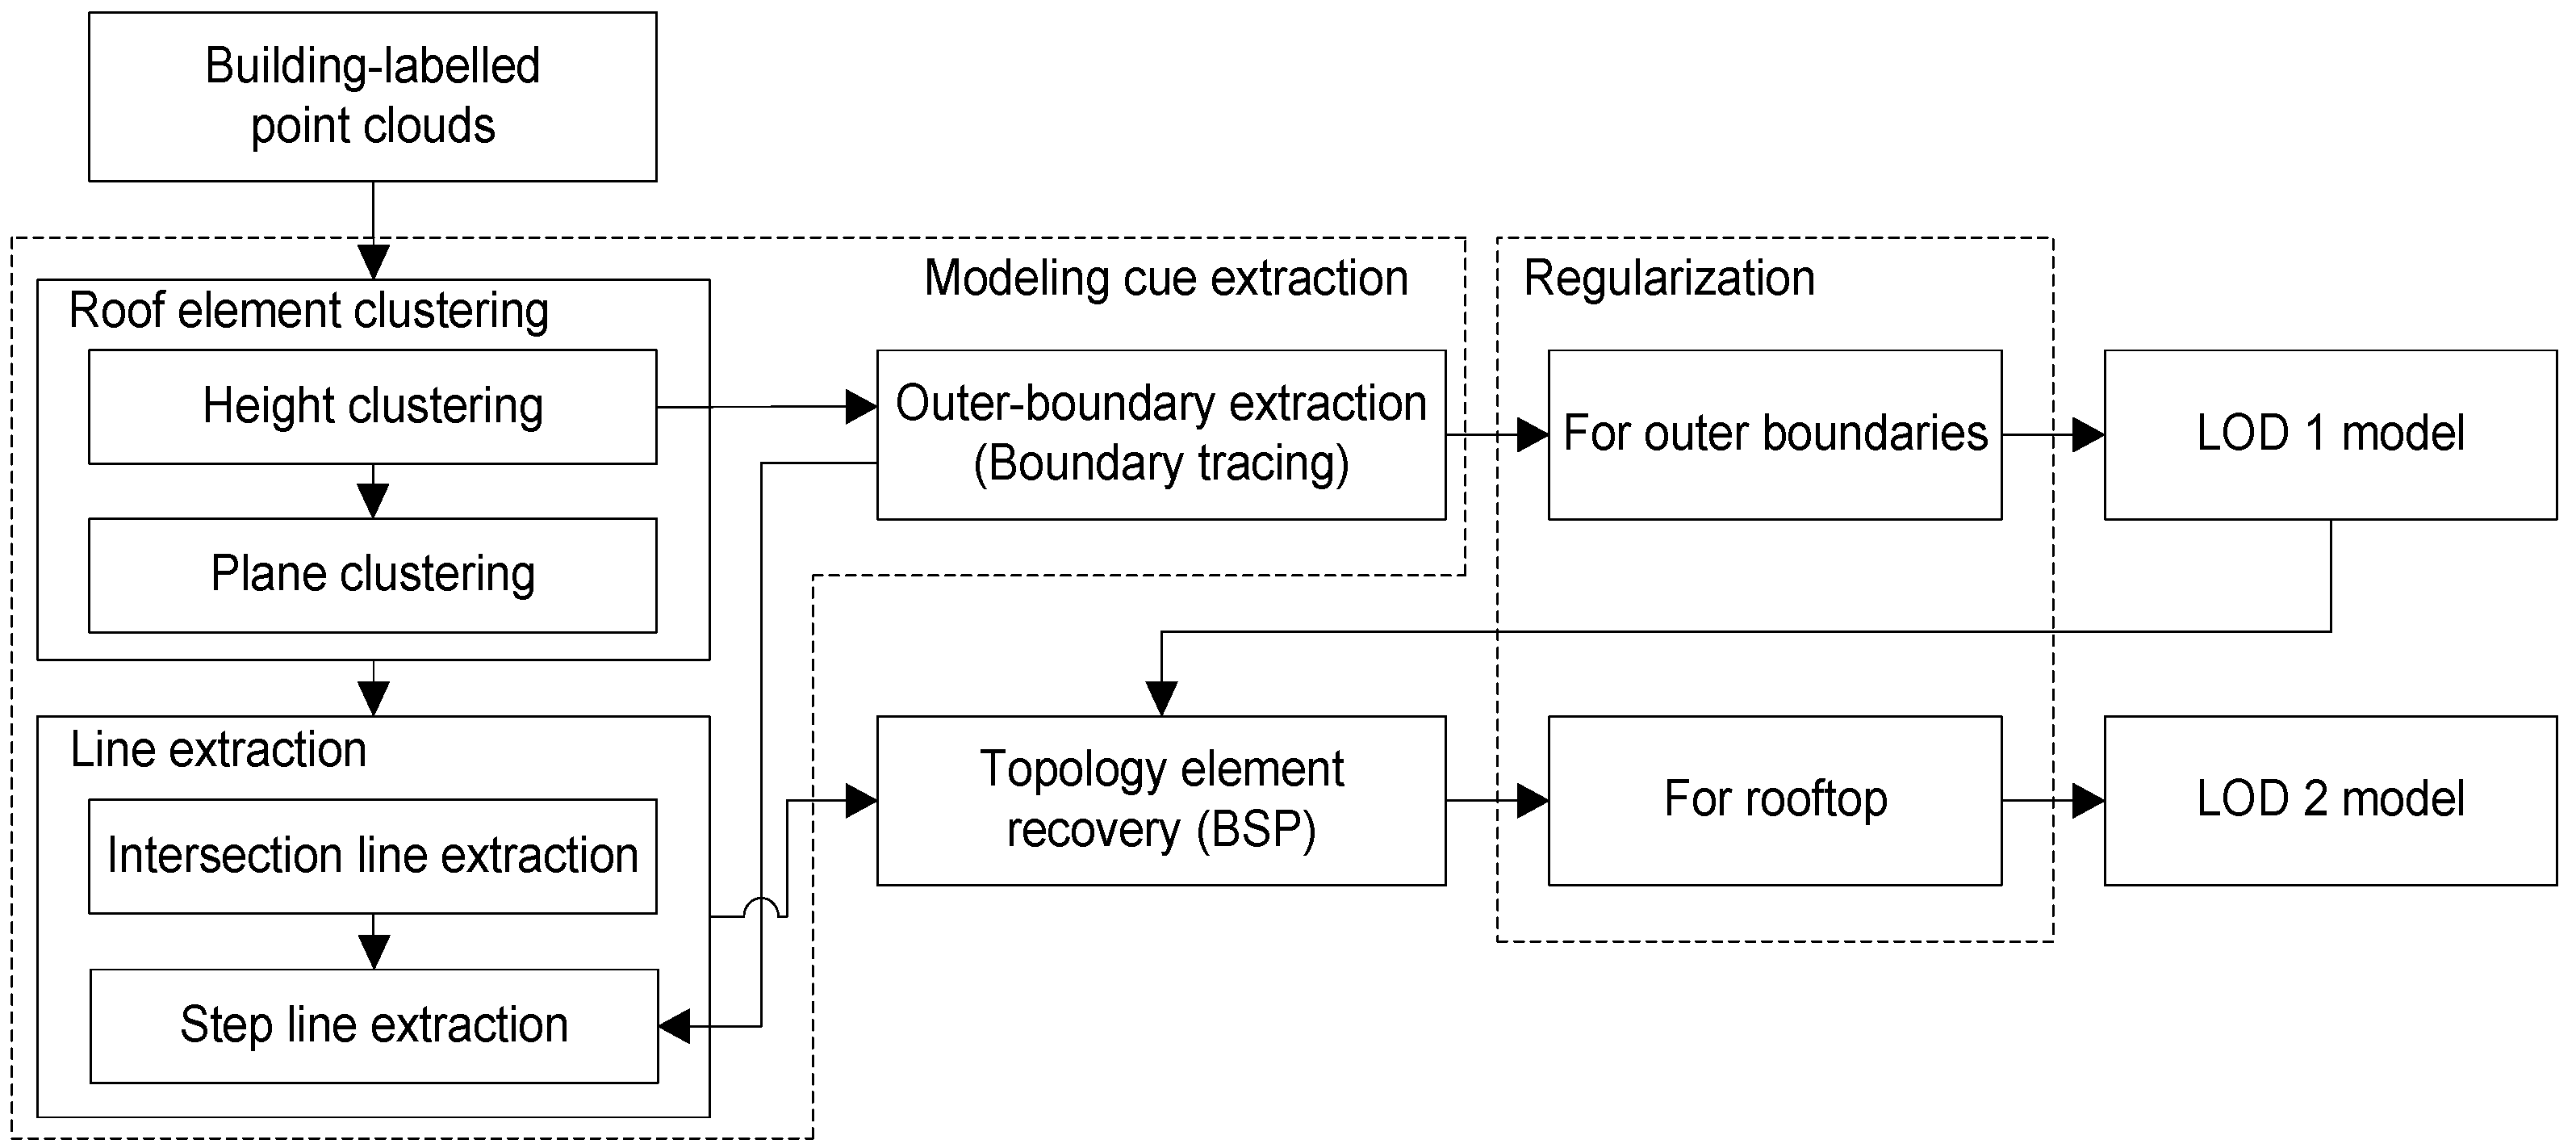 Building-labelled
point clouds
Modeling cue extraction
Regularization
Roof element clustering
Height clustering
Outer-boundary extraction
(Boundary tracing)
For outer boundaries
LOD 1 model
Plane clustering
Line extraction
Topology element
recovery (BSP)
For rooftop
LOD 2 model
Intersection line extraction
Step line extraction